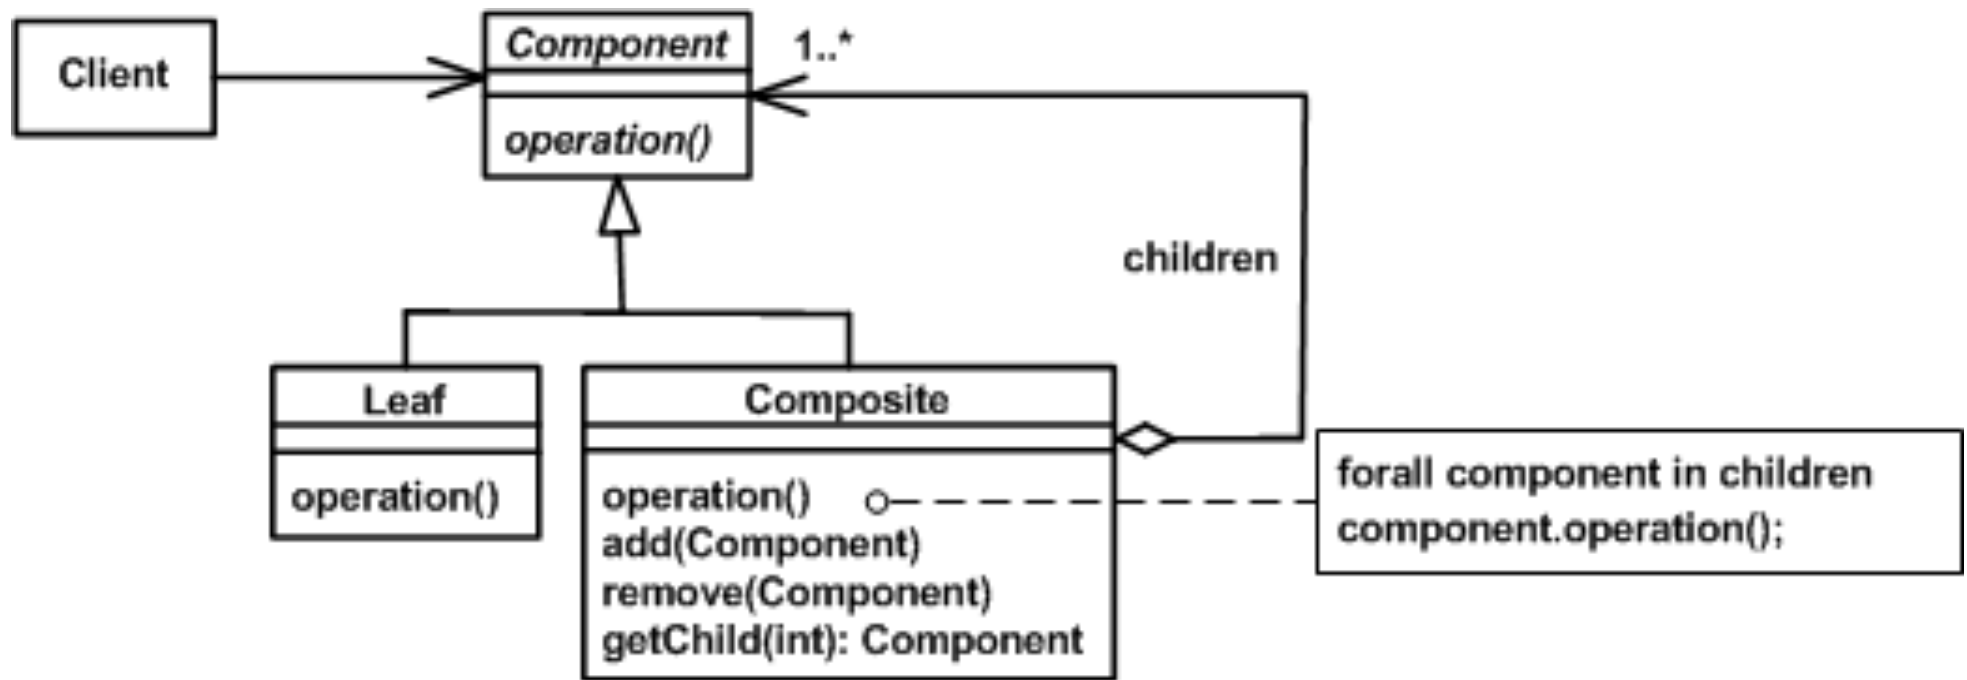 Client
Component
1..*
operation()
children
Leaf
operation()
Composite
operation()
add(Component)
remove(Component)
getChild(int): Component
forall component in children
component.operation();